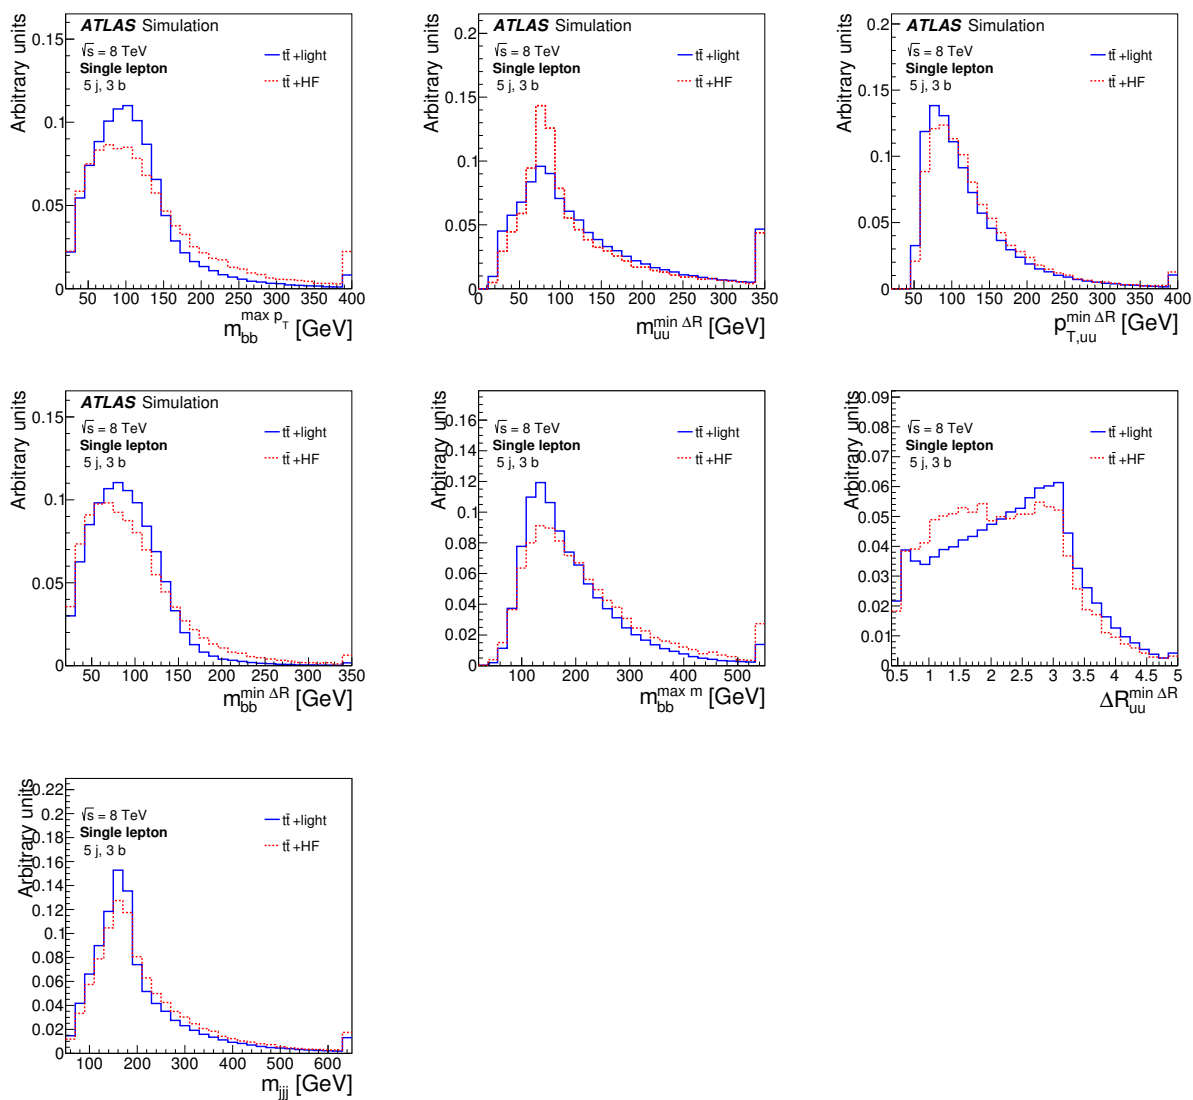 ATLAS Simulation
√s = 8 TeV
Single lepton
5 j, 3 b
tt̄+light
tt̄+HF
Arbitrary units
0.15
0.1
0.05
0
50 100 150 200 250 300 350 400
m_bb^max p_T [GeV]
ATLAS Simulation
√s = 8 TeV
Single lepton
5 j, 3 b
tt̄+light
tt̄+HF
Arbitrary units
0.2
0.15
0.1
0.05
0
0 50 100 150 200 250 300 350
m_uu^min ΔR [GeV]
ATLAS Simulation
√s = 8 TeV
Single lepton
5 j, 3 b
tt̄+light
tt̄+HF
Arbitrary units
0.2
0.15
0.1
0.05
0
50 100 150 200 250 300 350 400
p_T,uu^min ΔR [GeV]
ATLAS Simulation
√s = 8 TeV
Single lepton
5 j, 3 b
tt̄+light
tt̄+HF
Arbitrary units
0.15
0.1
0.05
0
50 100 150 200 250 300 350
m_bb^min ΔR [GeV]
√s = 8 TeV
Single lepton
5 j, 3 b
tt̄+light
tt̄+HF
Arbitrary units
0.16
0.14
0.12
0.1
0.08
0.06
0.04
0.02
0
100 200 300 400 500
m_bb^max m [GeV]
√s = 8 TeV
Single lepton
5 j, 3 b
tt̄+light
tt̄+HF
Arbitrary units
0.09
0.08
0.07
0.06
0.05
0.04
0.03
0.02
0.01
0
0.5 1 1.5 2 2.5 3 3.5 4 4.5 5
ΔR_uu^min ΔR
√s = 8 TeV
Single lepton
5 j, 3 b
tt̄+light
tt̄+HF
Arbitrary units
0.22
0.2
0.18
0.16
0.14
0.12
0.1
0.08
0.06
0.04
0.02
0
100 200 300 400 500 600
m_jjj [GeV]